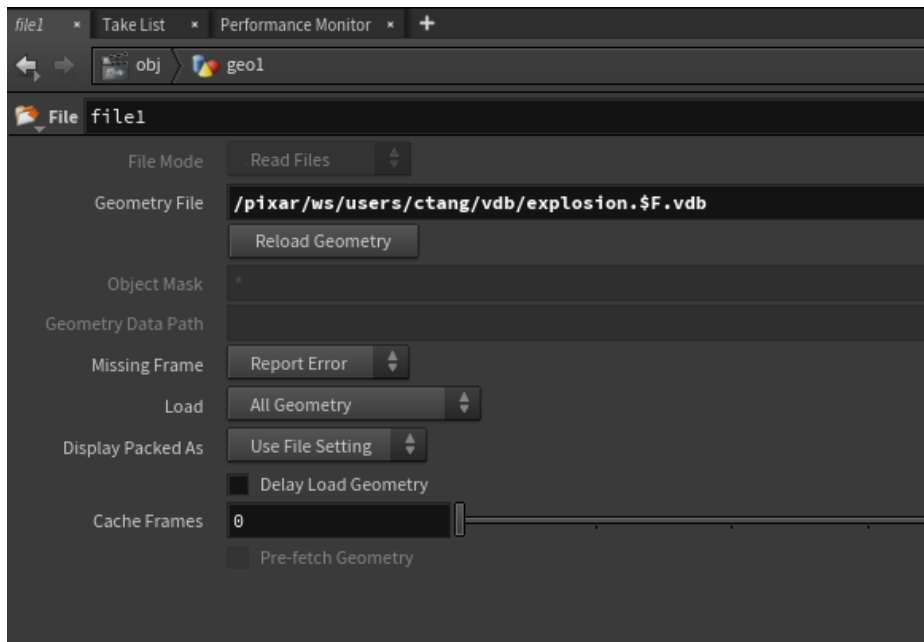 file1 × Take List × Performance Monitor × +
obj geo1
File file1
File Mode Read Files
Geometry File /pixar/ws/users/ctang/vdb/explosion.$F.vdb
Reload Geometry
Object Mask *
Geometry Data Path
Missing Frame Report Error
Load All Geometry
Display Packed As Use File Setting
Delay Load Geometry
Cache Frames 0
Pre-fetch Geometry